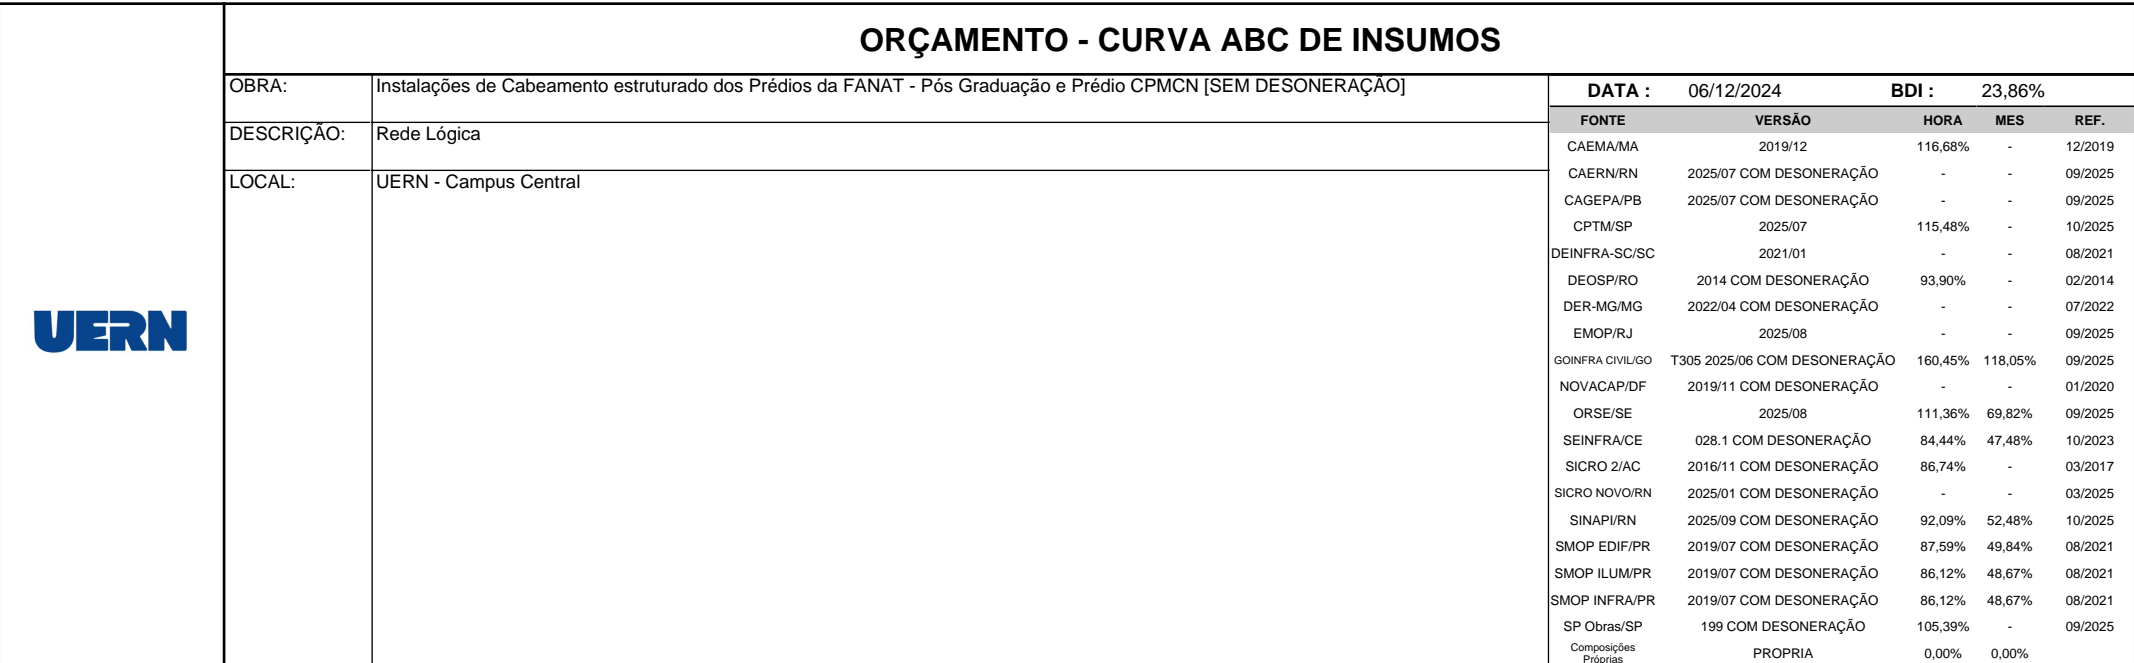 ORÇAMENTO - CURVA ABC DE INSUMOS
OBRA: Instalações de Cabeamento estruturado dos Prédios da FANAT - Pós Graduação e Prédio CPMCN [SEM DESONERAÇÃO]
DESCRIÇÃO: Rede Lógica
LOCAL: UERN - Campus Central
UERN
DATA : 06/12/2024 BDI : 23,86%
FONTE VERSÃO HORA MES REF.
CAEMA/MA 2019/12 116,68% - 12/2019
CAERN/RN 2025/07 COM DESONERAÇÃO - - 09/2025
CAGEPA/PB 2025/07 COM DESONERAÇÃO - - 09/2025
CPTM/SP 2025/07 115,48% - 10/2025
DEINFRA-SC/SC 2021/01 - - 08/2021
DEOSP/RO 2014 COM DESONERAÇÃO 93,90% - 02/2014
DER-MG/MG 2022/04 COM DESONERAÇÃO - - 07/2022
EMOP/RJ 2025/08 - - 09/2025
GOINFRA CIVIL/GO T305 2025/06 COM DESONERAÇÃO 160,45% 118,05% 09/2025
NOVACAP/DF 2019/11 COM DESONERAÇÃO - - 01/2020
ORSE/SE 2025/08 111,36% 69,82% 09/2025
SEINFRA/CE 028.1 COM DESONERAÇÃO 84,44% 47,48% 10/2023
SICRO 2/AC 2016/11 COM DESONERAÇÃO 86,74% - 03/2017
SICRO NOVO/RN 2025/01 COM DESONERAÇÃO - - 03/2025
SINAPI/RN 2025/09 COM DESONERAÇÃO 92,09% 52,48% 10/2025
SMOP EDIF/PR 2019/07 COM DESONERAÇÃO 87,59% 49,84% 08/2021
SMOP ILUM/PR 2019/07 COM DESONERAÇÃO 86,12% 48,67% 08/2021
SMOP INFRA/PR 2019/07 COM DESONERAÇÃO 86,12% 48,67% 08/2021
SP Obras/SP 199 COM DESONERAÇÃO 105,39% - 09/2025
Composições
Próprias PROPRIA 0,00% 0,00%